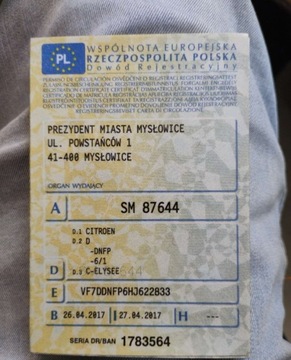 PL
WSPÓLNOTA EUROPEJSKA
RZECZPOSPOLITA POLSKA
Dowód Rejestracyjny
PREZYDENT MIASTA MYSŁOWICE
UL. POWSTAŃCÓW 1
41-400 MYSŁOWICE
ORGAN WYDAJĄCY
A SM 87644
D.1 CITROEN
D.2 D
-DNFP
-6/1
D D.3 C-ELYSEE
E VF7DDNFP6HJ622833
B 26.04.2017 I 27.04.2017 H ---
SERIA DR/BAN 1783564